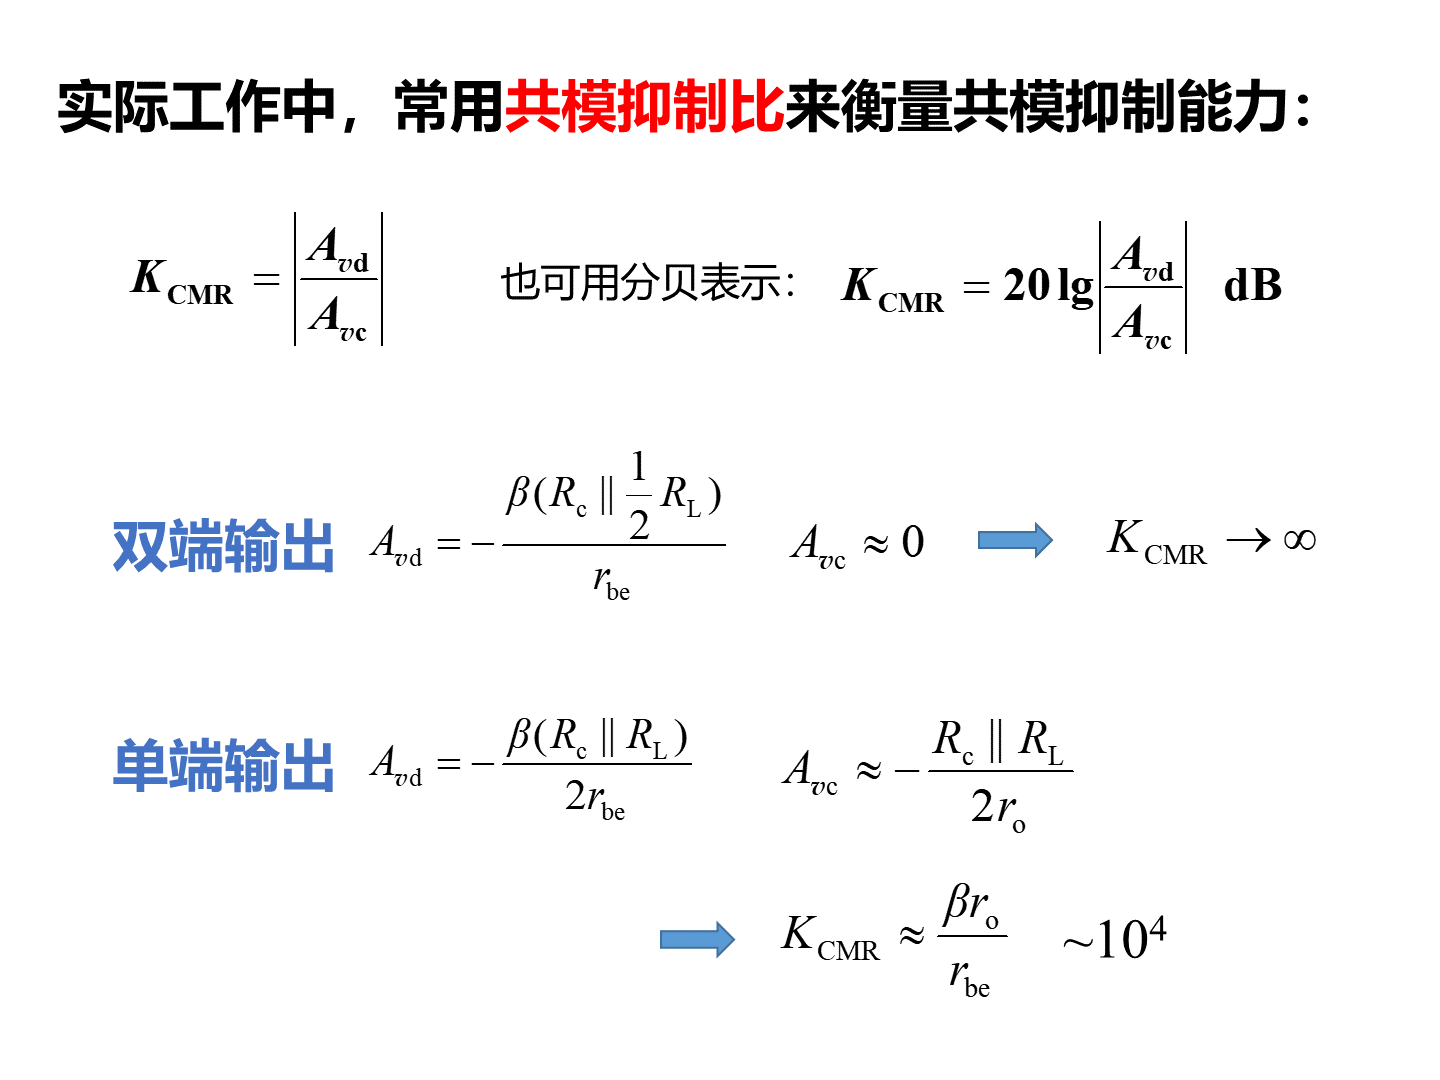 实际工作中，常用共模抑制比来衡量共模抑制能力：
K_CMR = |A_vd / A_vc| 也可用分贝表示： K_CMR = 20 lg|A_vd / A_vc| dB
双端输出 A_vd = −β(R_c || 1/2 R_L) / r_be A_vc ≈ 0 K_CMR → ∞
单端输出 A_vd = −β(R_c || R_L) / 2r_be A_vc ≈ −R_c || R_L / 2r_o
K_CMR ≈ βr_o / r_be ~10⁴